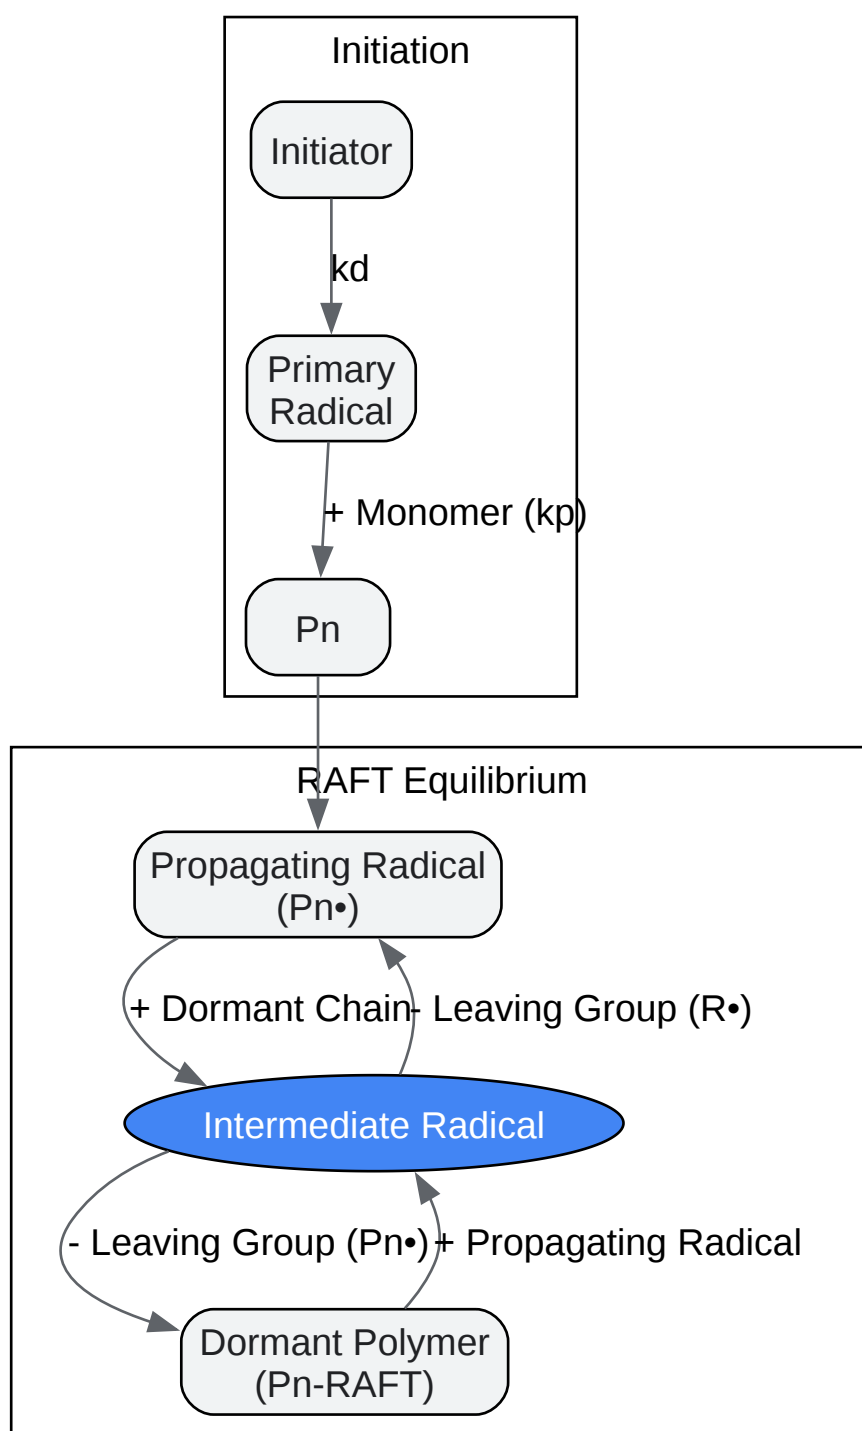 Initiation
Initiator
kd
Primary
Radical
+ Monomer (kp)
Pn
RAFT Equilibrium
Propagating Radical
(Pn•)
+ Dormant Chain
- Leaving Group (R•)
Intermediate Radical
- Leaving Group (Pn•)
+ Propagating Radical
Dormant Polymer
(Pn-RAFT)